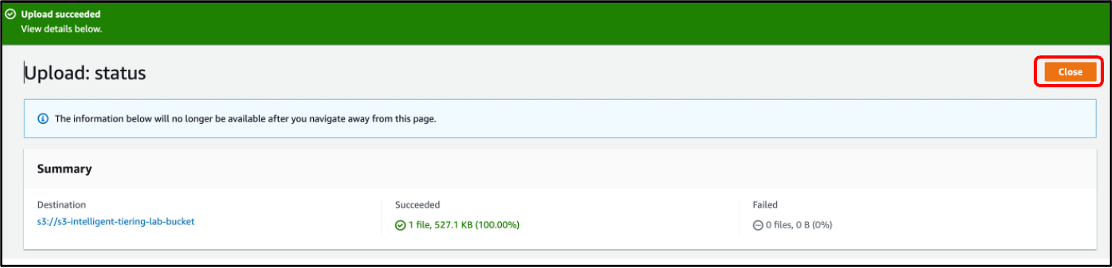 Upload succeeded
View details below.
Upload: status
Close
The information below will no longer be available after you navigate away from this page.
Summary
Destination
s3://s3-intelligent-tiering-lab-bucket
Succeeded
1 file, 527.1 KB (100.00%)
Failed
0 files, 0 B (0%)